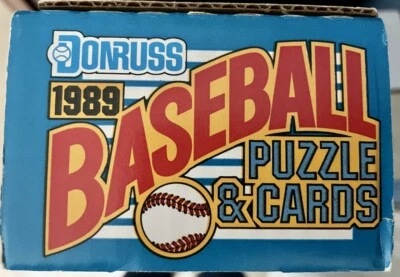 DONRUSS
1989
BASEBALL
PUZZLE
& CARDS